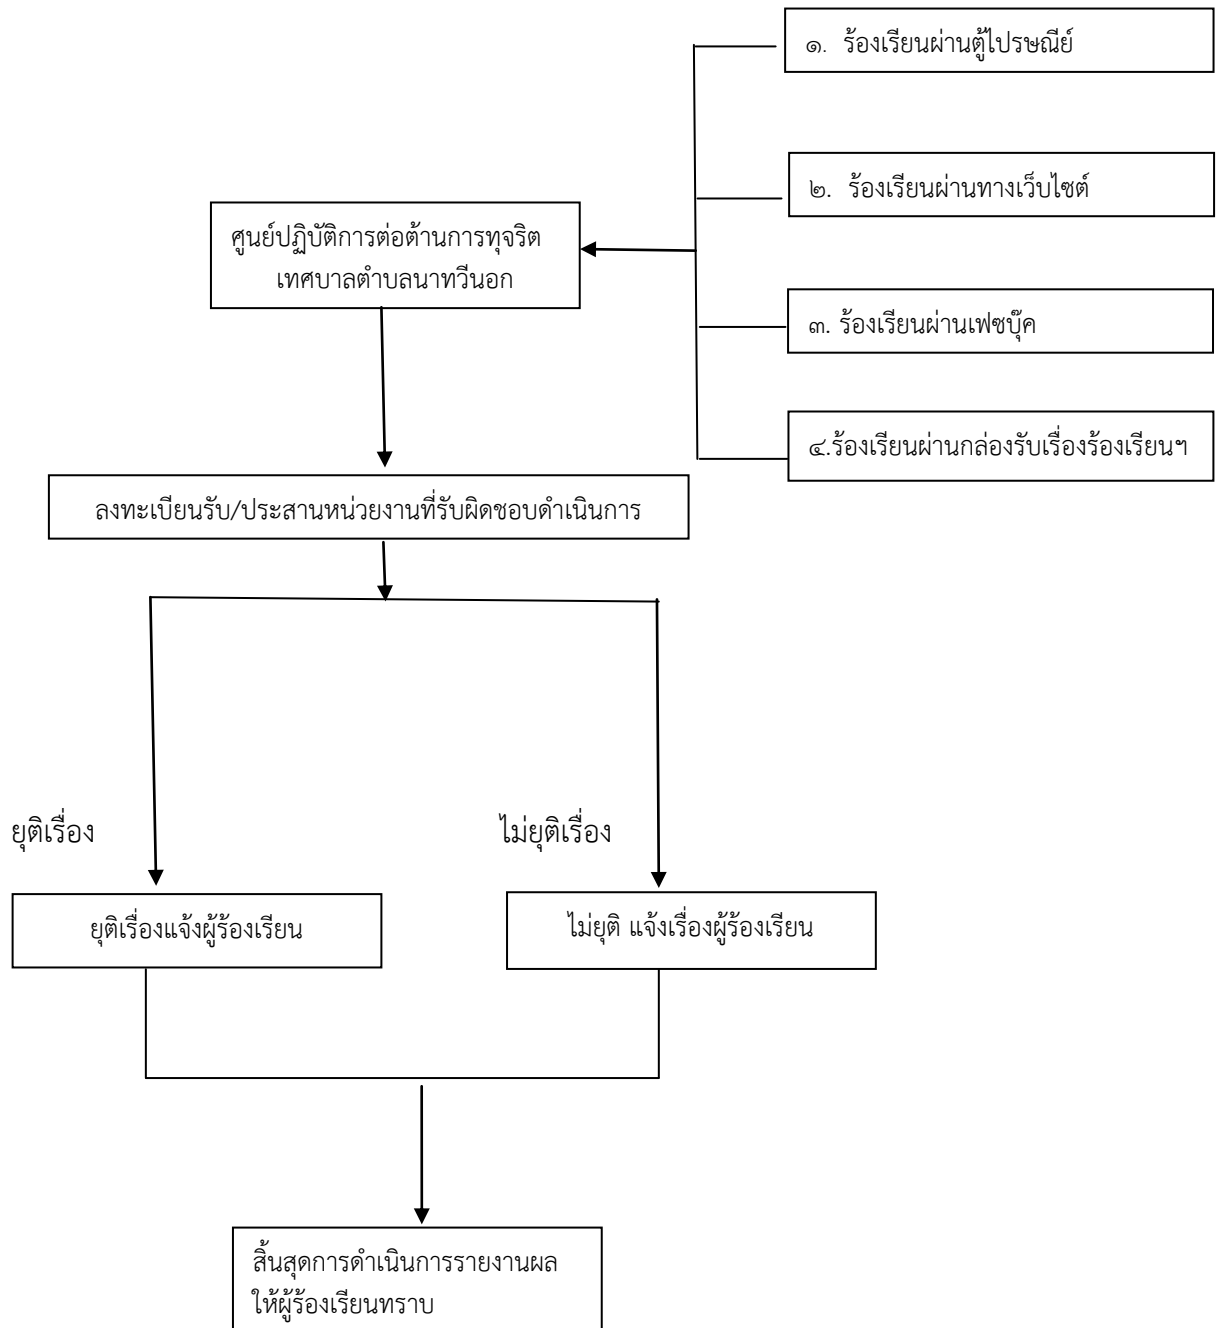 ๑. ร้องเรียนผ่านตู้ไปรษณีย์
๒. ร้องเรียนผ่านทางเว็บไซต์
ศูนย์ปฏิบัติการต่อต้านการทุจริต
เทศบาลตำบลนาทวีนอก
๓. ร้องเรียนผ่านเฟซบุ๊ค
๔.ร้องเรียนผ่านกล่องรับเรื่องร้องเรียนฯ
ลงทะเบียนรับ/ประสานหน่วยงานที่รับผิดชอบดำเนินการ
ยุติเรื่อง
ไม่ยุติเรื่อง
ยุติเรื่องแจ้งผู้ร้องเรียน
ไม่ยุติ แจ้งเรื่องผู้ร้องเรียน
สิ้นสุดการดำเนินการรายงานผล
ให้ผู้ร้องเรียนทราบ